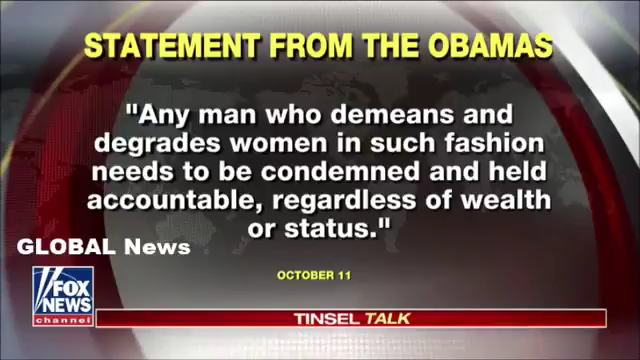 STATEMENT FROM THE OBAMAS
"Any man who demeans and
degrades women in such fashion
needs to be condemned and held
accountable, regardless of wealth
or status."
GLOBAL News
OCTOBER 11
FOX
NEWS
channel
TINSEL TALK